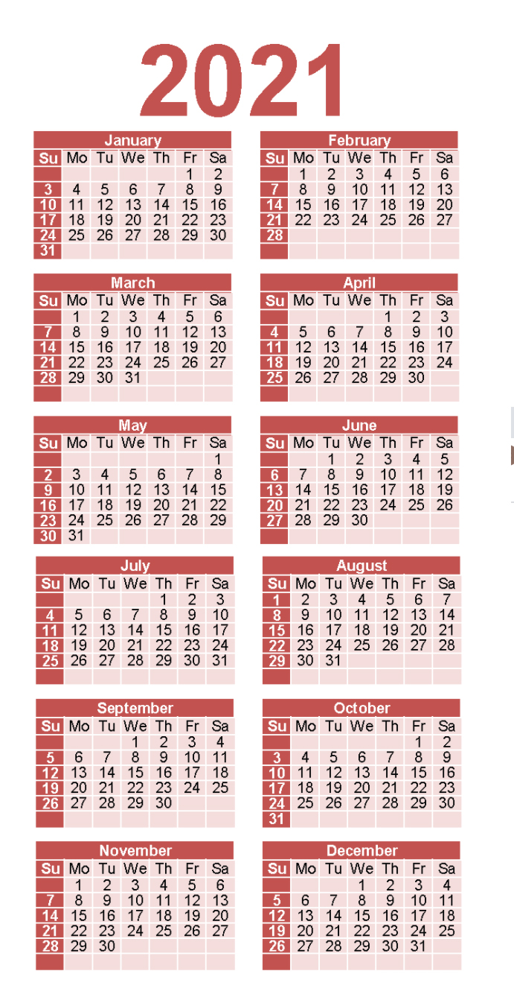 2021
January
Su Mo Tu We Th Fr Sa
1 2
3 4 5 6 7 8 9
10 11 12 13 14 15 16
17 18 19 20 21 22 23
24 25 26 27 28 29 30
31
February
Su Mo Tu We Th Fr Sa
1 2 3 4 5 6
7 8 9 10 11 12 13
14 15 16 17 18 19 20
21 22 23 24 25 26 27
28
March
Su Mo Tu We Th Fr Sa
1 2 3 4 5 6
7 8 9 10 11 12 13
14 15 16 17 18 19 20
21 22 23 24 25 26 27
28 29 30 31
April
Su Mo Tu We Th Fr Sa
1 2 3
4 5 6 7 8 9 10
11 12 13 14 15 16 17
18 19 20 21 22 23 24
25 26 27 28 29 30
May
Su Mo Tu We Th Fr Sa
1
2 3 4 5 6 7 8
9 10 11 12 13 14 15
16 17 18 19 20 21 22
23 24 25 26 27 28 29
30 31
June
Su Mo Tu We Th Fr Sa
1 2 3 4 5
6 7 8 9 10 11 12
13 14 15 16 17 18 19
20 21 22 23 24 25 26
27 28 29 30
July
Su Mo Tu We Th Fr Sa
1 2 3
4 5 6 7 8 9 10
11 12 13 14 15 16 17
18 19 20 21 22 23 24
25 26 27 28 29 30 31
August
Su Mo Tu We Th Fr Sa
1 2 3 4 5 6 7
8 9 10 11 12 13 14
15 16 17 18 19 20 21
22 23 24 25 26 27 28
29 30 31
September
Su Mo Tu We Th Fr Sa
1 2 3 4
5 6 7 8 9 10 11
12 13 14 15 16 17 18
19 20 21 22 23 24 25
26 27 28 29 30
October
Su Mo Tu We Th Fr Sa
1 2
3 4 5 6 7 8 9
10 11 12 13 14 15 16
17 18 19 20 21 22 23
24 25 26 27 28 29 30
31
November
Su Mo Tu We Th Fr Sa
1 2 3 4 5 6
7 8 9 10 11 12 13
14 15 16 17 18 19 20
21 22 23 24 25 26 27
28 29 30
December
Su Mo Tu We Th Fr Sa
1 2 3 4
5 6 7 8 9 10 11
12 13 14 15 16 17 18
19 20 21 22 23 24 25
26 27 28 29 30 31